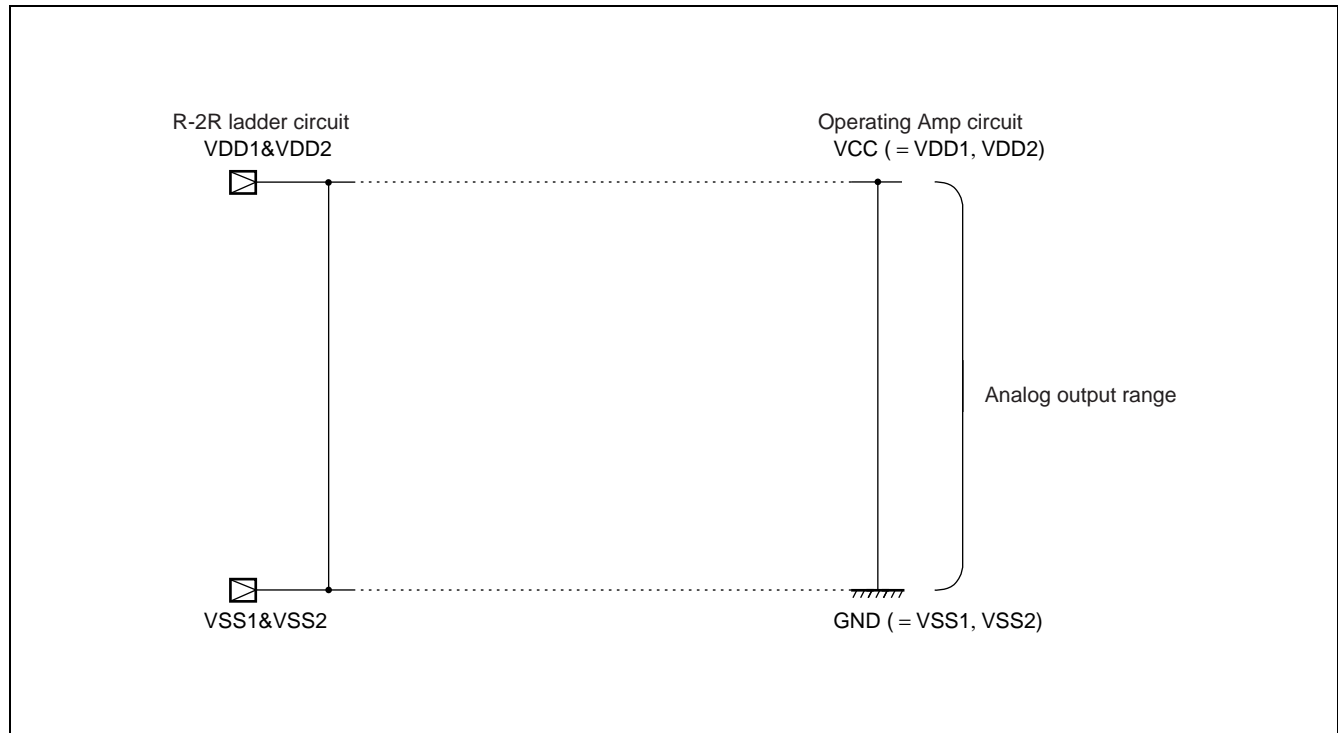 R-2R ladder circuit
VDD1&VDD2
Operating Amp circuit
VCC ( = VDD1, VDD2)
Analog output range
VSS1&VSS2
GND ( = VSS1, VSS2)